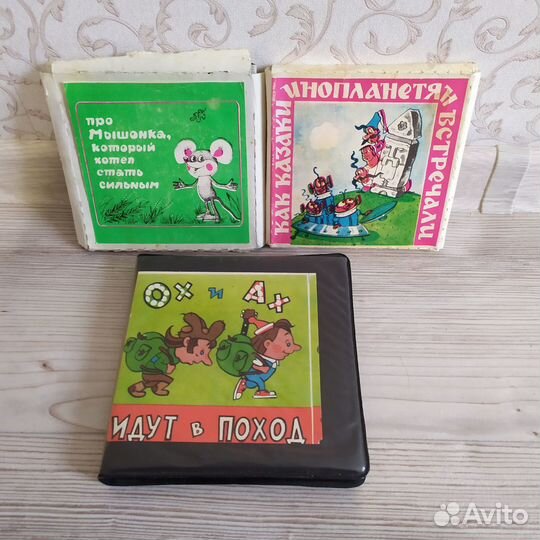 про
Мышонка,
который
хотел
стать
сильным
КАК КАЗАКИ
ИНОПЛАНЕТЯН
ВСТРЕЧАЛИ
ОХ и АХ
ИДУТ в ПОХОД
Avito